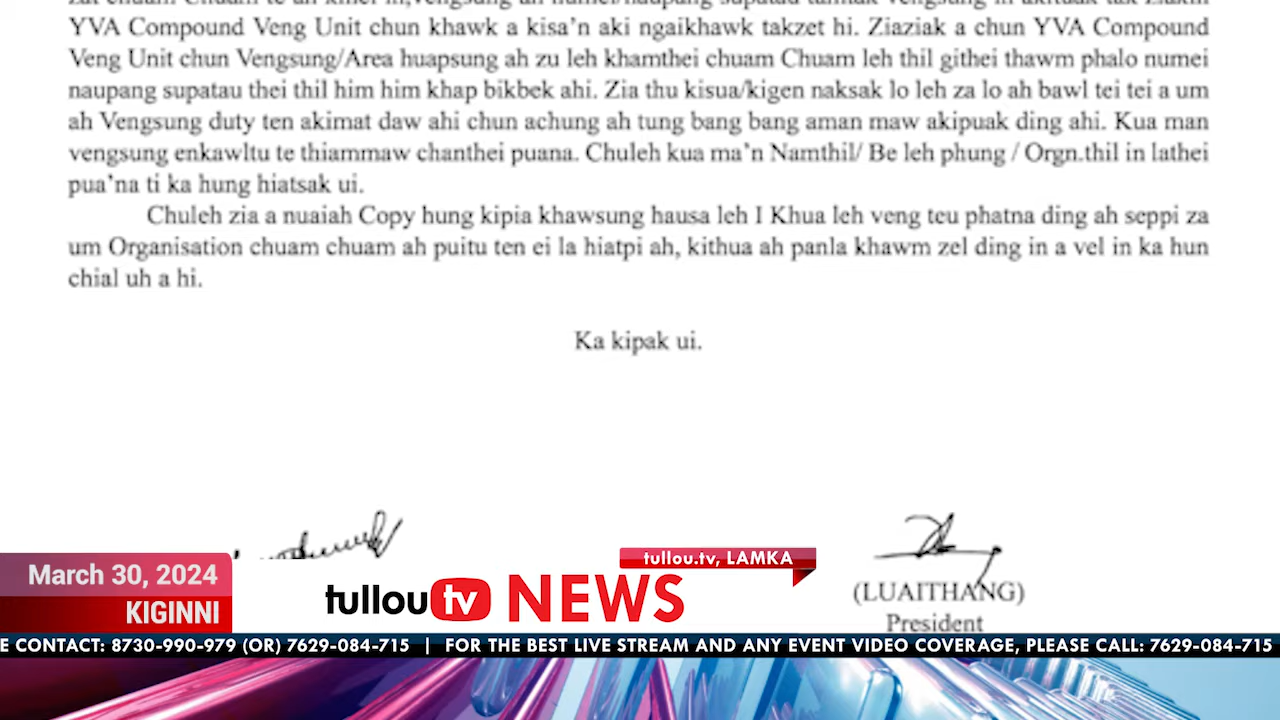 YVA Compound Veng Unit chun khawk a kisa'n aki ngaikhawk takzet hi. Ziaziak a chun YVA Compound
Veng Unit chun Vengsung/Area huapsung ah zu leh khamthei chuam Chuam leh thil githei thawm phalo numei
naupang supatau thei thil him him khap bikbek ahi. Zia thu kisua/kigen naksak lo leh za lo ah bawl tei tei a um
ah Vengsung duty ten akimat daw ahi chun achung ah tung bang bang aman maw akipuak ding ahi. Kua man
vengsung enkawltu te thiammaw chanthei puana. Chuleh kua ma'n Namthil/ Be leh phung / Orgn.thil in lathei
pua'na ti ka hung hiatsak ui.
Chuleh zia a nuaiah Copy hung kipia khawsung hausa leh I Khua leh veng teu phatna ding ah seppi za
um Organisation chuam chuam ah puitu ten ei la hiatpi ah, kithua ah panla khawm zel ding in a vel in ka hun
chial uh a hi.
Ka kipak ui.
(LUAITHANG)
President
tullou.tv, LAMKA
March 30, 2024
KIGINNI
tullou tv NEWS
E CONTACT: 8730-990-979 (OR) 7629-084-715 | FOR THE BEST LIVE STREAM AND ANY EVENT VIDEO COVERAGE, PLEASE CALL: 7629-084-715